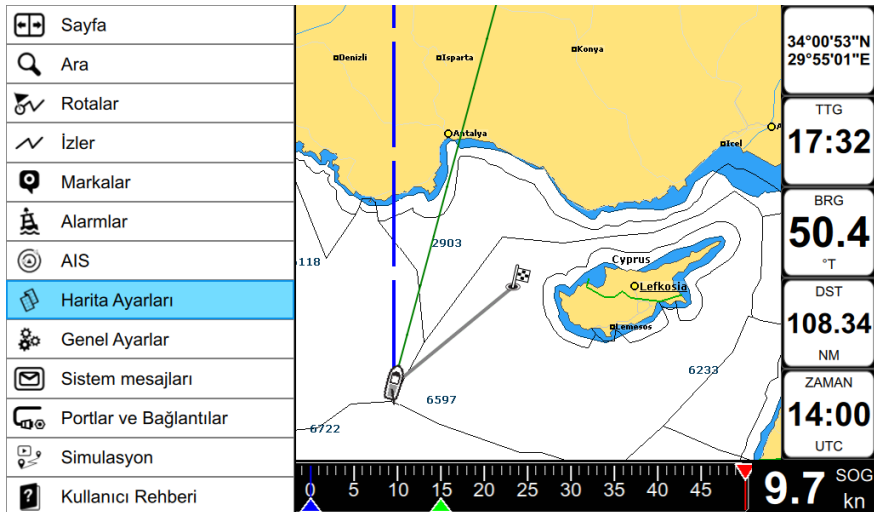 Sayfa
Ara
Rotalar
İzler
Markalar
Alarmlar
AIS
Harita Ayarları
Genel Ayarlar
Sistem mesajları
Portlar ve Bağlantılar
Simulasyon
Kullanıcı Rehberi
Denizli
Isparta
Konya
Antalya
Icel
2903
5118
Cyprus
Lefkosia
Lemesos
6233
6597
6722
0 5 10 15 20 25 30 35 40 45
34°00'53"N
29°55'01"E
TTG
17:32
BRG
50.4
°T
DST
108.34
NM
ZAMAN
14:00
UTC
9.7 SOG
kn